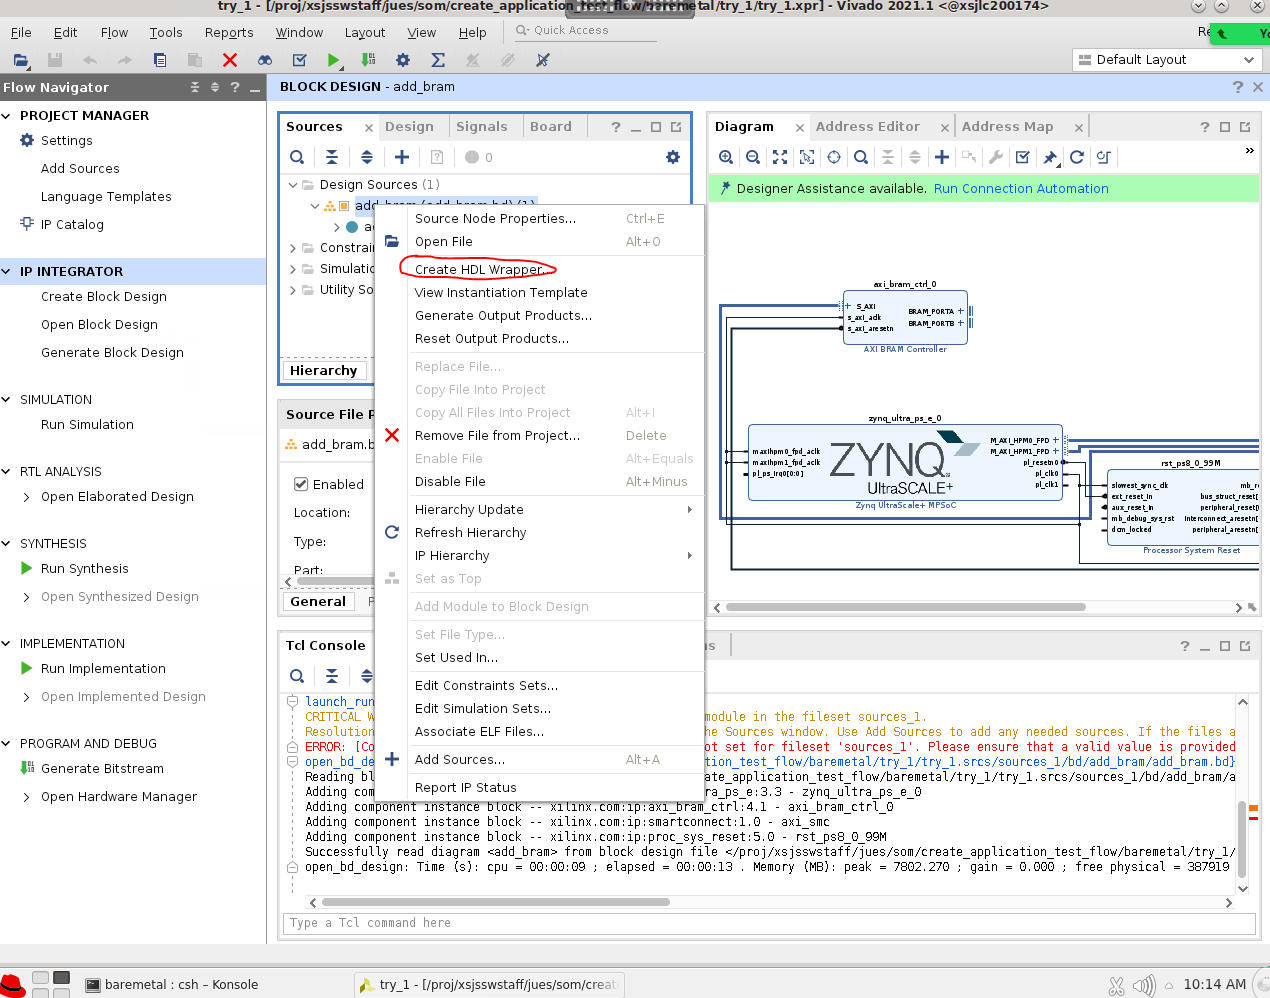 try_1 - [/proj/xsjsswstaff/jues/som/create_application_test_flow/baremetal/try_1/try_1.xpr] - Vivado 2021.1 <@xsjlc200174>
File Edit Flow Tools Reports Window Layout View Help Quick Access
Default Layout
Flow Navigator
BLOCK DESIGN - add_bram
PROJECT MANAGER
Settings
Add Sources
Language Templates
IP Catalog
IP INTEGRATOR
Create Block Design
Open Block Design
Generate Block Design
SIMULATION
Run Simulation
RTL ANALYSIS
Open Elaborated Design
SYNTHESIS
Run Synthesis
Open Synthesized Design
IMPLEMENTATION
Run Implementation
Open Implemented Design
PROGRAM AND DEBUG
Generate Bitstream
Open Hardware Manager
Sources Design Signals Board
0
Design Sources (1)
add_bram (add_bram.bd) (1)
Utility So
Hierarchy
Source File P
add_bram.b
Enabled
Location:
Type:
Part:
General
Source Node Properties... Ctrl+E
Open File Alt+O
Create HDL Wrapper...
View Instantiation Template
Generate Output Products...
Reset Output Products...
Replace File...
Copy File Into Project
Copy All Files Into Project Alt+I
Remove File from Project... Delete
Enable File Alt+Equals
Disable File Alt+Minus
Hierarchy Update
Refresh Hierarchy
IP Hierarchy
Set as Top
Add Module to Block Design
Set File Type...
Set Used In...
Edit Constraints Sets...
Edit Simulation Sets...
Associate ELF Files...
Add Sources... Alt+A
Report IP Status
Diagram Address Editor Address Map
Designer Assistance available. Run Connection Automation
axi_bram_ctrl_0
S_AXI
s_axi_aclk
s_axi_aresetn
BRAM_PORTA
BRAM_PORTB
AXI BRAM Controller
zynq_ultra_ps_e_0
maxihpm0_fpd_aclk
maxihpm1_fpd_aclk
pl_ps_irq0[0:0]
ZYNQ
UltraSCALE+
M_AXI_HPM0_FPD
M_AXI_HPM1_FPD
pl_resetn0
pl_clk0
pl_clk1
Zynq UltraScale+ MPSoC
rst_ps8_0_99M
slowest_sync_clk
ext_reset_in
aux_reset_in
mb_debug_sys_rst
dcm_locked
mb_re
bus_struct_reset[
peripheral_reset[
interconnect_aresetn[
peripheral_aresetn[
Processor System Reset
Tcl Console
launch_run
CRITICAL W module in the fileset sources_1.
Resolution the Sources window. Use Add Sources to add any needed sources. If the files a
ERROR: [Co ot set for fileset 'sources_1'. Please ensure that a valid value is provided
open_bd_de cation_test_flow/baremetal/try_1/try_1.srcs/sources_1/bd/add_bram/add_bram.bd}
Reading bl reate_application_test_flow/baremetal/try_1/try_1.srcs/sources_1/bd/add_bram/a
Adding comp ra_ps_e:3.3 - zynq_ultra_ps_e_0
Adding component instance block -- xilinx.com:ip:axi_bram_ctrl:4.1 - axi_bram_ctrl_0
Adding component instance block -- xilinx.com:ip:smartconnect:1.0 - axi_smc
Adding component instance block -- xilinx.com:ip:proc_sys_reset:5.0 - rst_ps8_0_99M
Successfully read diagram <add_bram> from block design file </proj/xsjsswstaff/jues/som/create_application_test_flow/baremetal/try_1/
open_bd_design: Time (s): cpu = 00:00:09 ; elapsed = 00:00:13 . Memory (MB): peak = 7802.270 ; gain = 0.000 ; free physical = 387919
Type a Tcl command here
baremetal : csh – Konsole
try_1 - [/proj/xsjsswstaff/jues/som/creat
10:14 AM